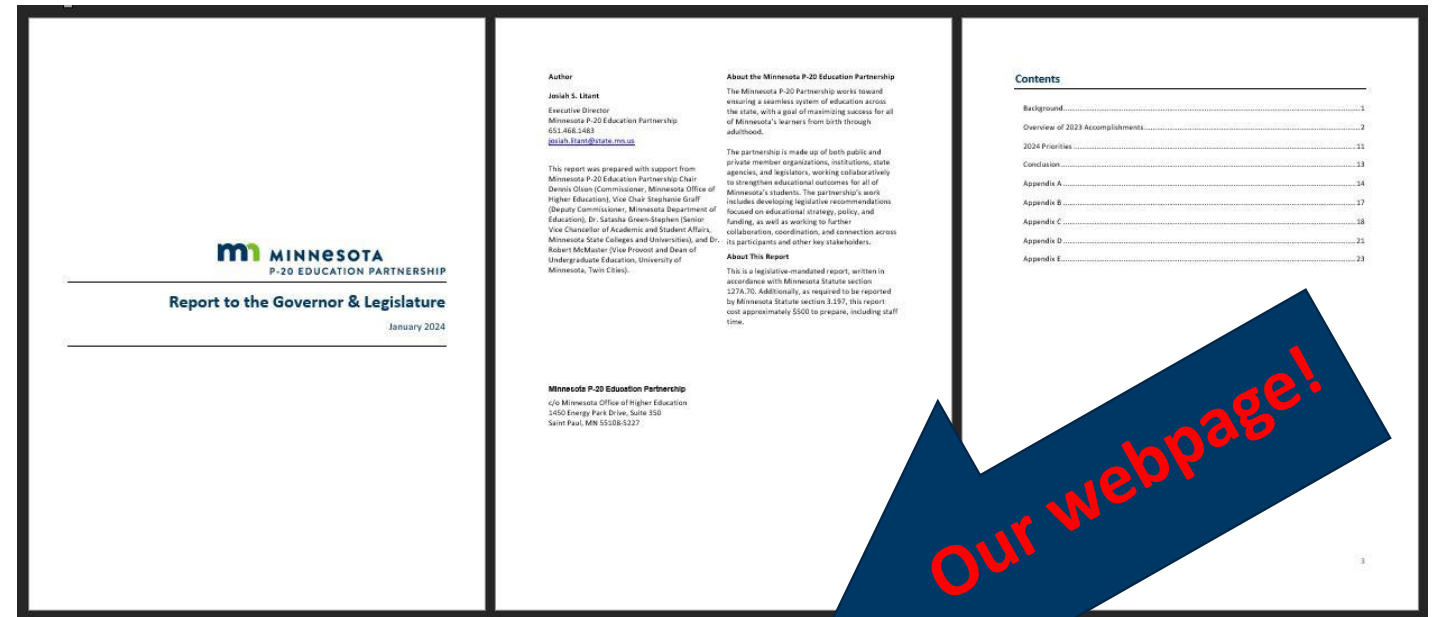 MINNESOTA
P-20 EDUCATION PARTNERSHIP
Report to the Governor & Legislature
January 2024
Author
Josiah S. Litant
Executive Director
Minnesota P-20 Education Partnership
651.468.1483
josiah.litant@state.mn.us
This report was prepared with support from
Minnesota P-20 Education Partnership Chair
Dennis Olson (Commissioner, Minnesota Office of
Higher Education), Vice Chair Stephanie Graff
(Deputy Commissioner, Minnesota Department of
Education), Dr. Satasha Green-Stephen (Senior
Vice Chancellor of Academic and Student Affairs,
Minnesota State Colleges and Universities), and Dr.
Robert McMaster (Vice Provost and Dean of
Undergraduate Education, University of
Minnesota, Twin Cities).
Minnesota P-20 Education Partnership
c/o Minnesota Office of Higher Education
1450 Energy Park Drive, Suite 350
Saint Paul, MN 55108-5227
About the Minnesota P-20 Education Partnership
The Minnesota P-20 Partnership works toward
ensuring a seamless system of education across
the state, with a goal of maximizing success for all
of Minnesota's learners from birth through
adulthood.
The partnership is made up of both public and
private member organizations, institutions, state
agencies, and legislators, working collaboratively
to strengthen educational outcomes for all of
Minnesota's students. The partnership's work
includes developing legislative recommendations
focused on educational strategy, policy, and
funding, as well as working to further
collaboration, coordination, and connection across
its participants and other key stakeholders.
About This Report
This is a legislative-mandated report, written in
accordance with Minnesota Statute section
127A.70. Additionally, as required to be reported
by Minnesota Statute section 3.197, this report
cost approximately $500 to prepare, including staff
time.
Contents
Background 1
Overview of 2023 Accomplishments 2
2024 Priorities 11
Conclusion 13
Appendix A 14
Appendix B 17
Appendix C 18
Appendix D 21
Appendix E 23
Our webpage!
3